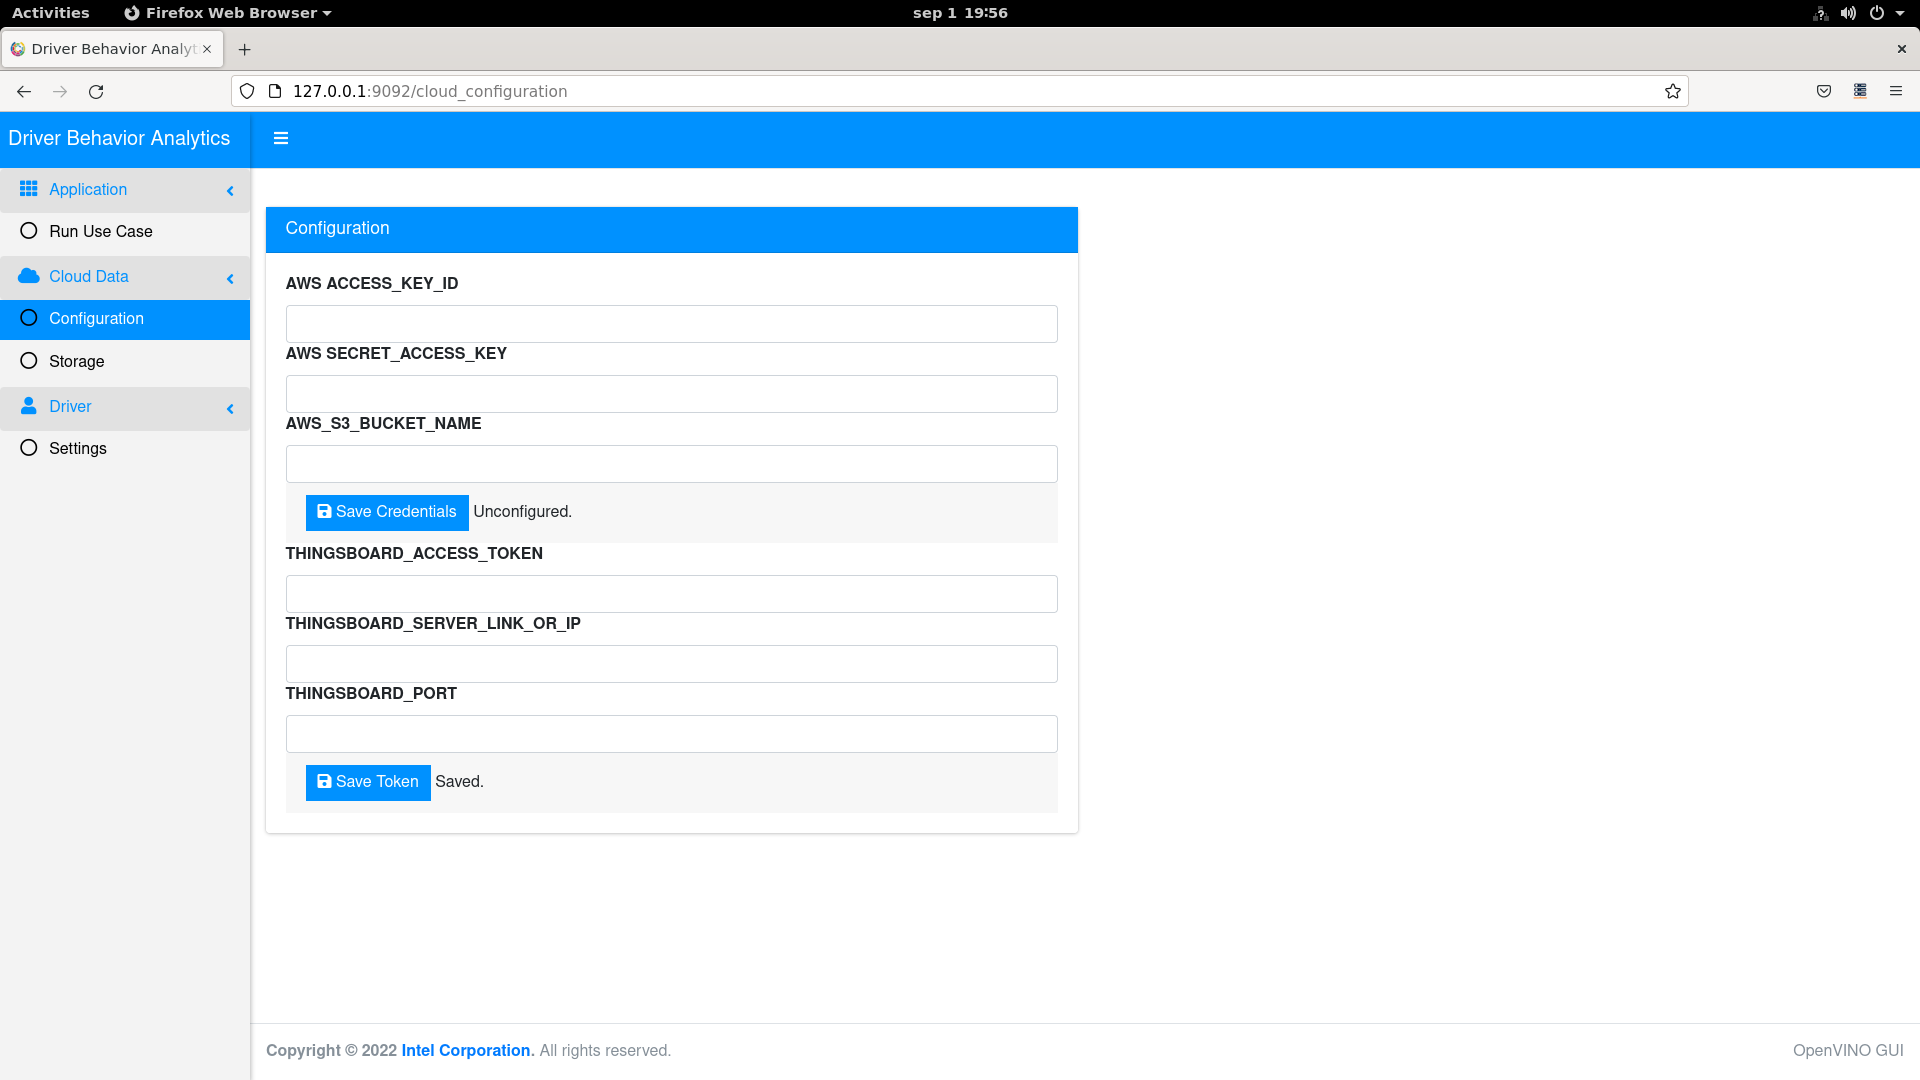 Activities Firefox Web Browser sep 1 19:56
Driver Behavior Analyt
127.0.0.1:9092/cloud_configuration
Driver Behavior Analytics
Application
Run Use Case
Cloud Data
Configuration
Storage
Driver
Settings
Configuration
AWS ACCESS_KEY_ID
AWS SECRET_ACCESS_KEY
AWS_S3_BUCKET_NAME
Save Credentials Unconfigured.
THINGSBOARD_ACCESS_TOKEN
THINGSBOARD_SERVER_LINK_OR_IP
THINGSBOARD_PORT
Save Token Saved.
Copyright © 2022 Intel Corporation. All rights reserved. OpenVINO GUI